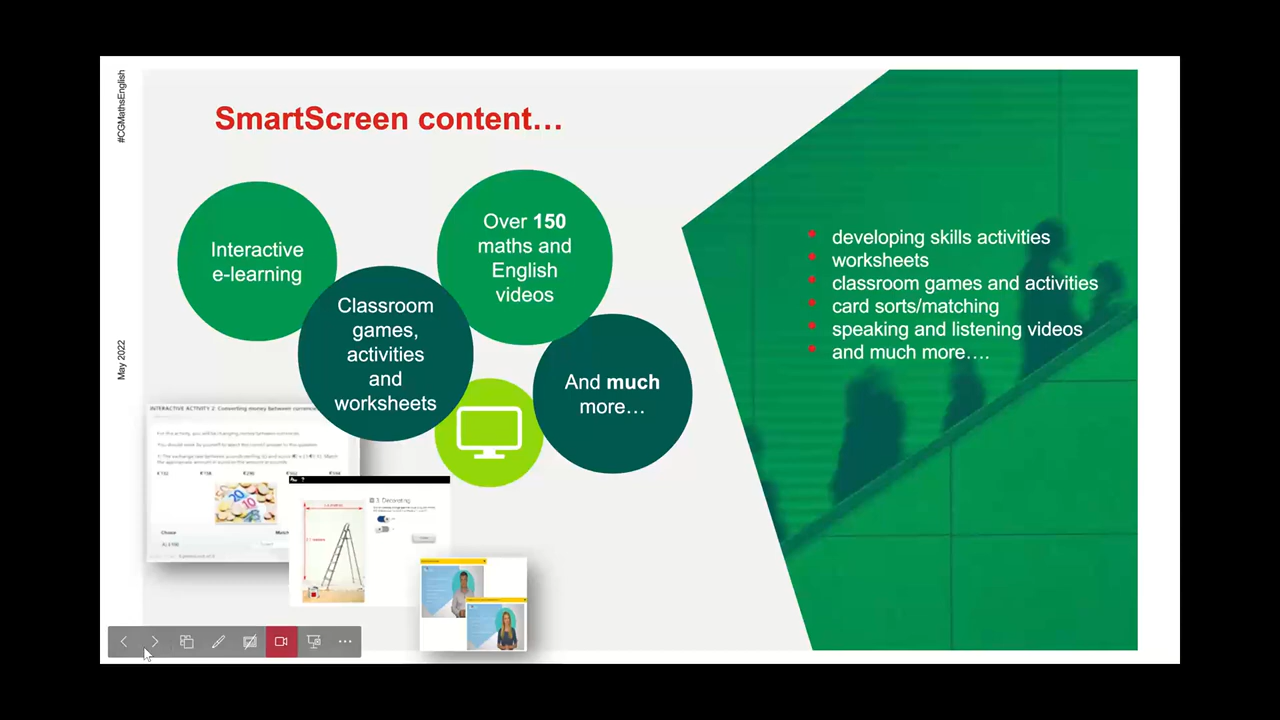 #CGMathsEnglish
May 2022
SmartScreen content…
Interactive
e-learning
Over 150
maths and
English
videos
Classroom
games,
activities
and
worksheets
And much
more…
developing skills activities
worksheets
classroom games and activities
card sorts/matching
speaking and listening videos
and much more….
INTERACTIVE ACTIVITY 2: Converting money between currencies
Choose
Match
3. Decorating